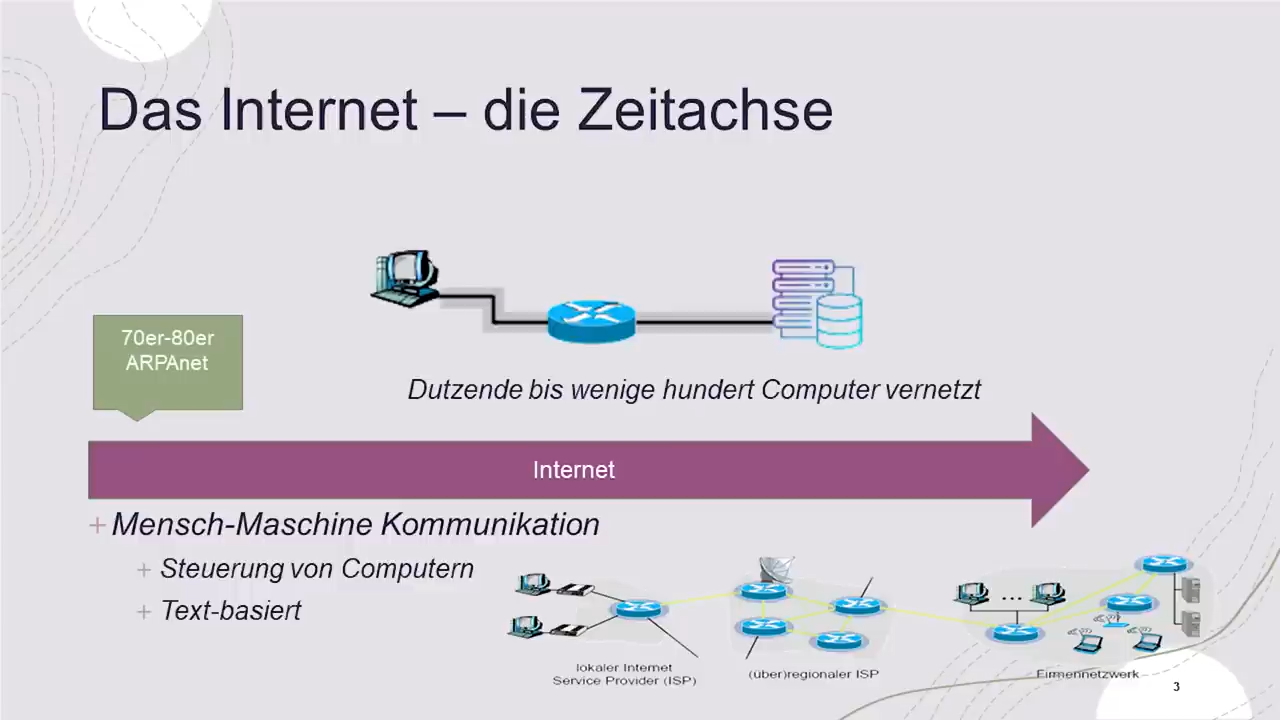 Das Internet – die Zeitachse
70er-80er
ARPAnet
Dutzende bis wenige hundert Computer vernetzt
Internet
+ Mensch-Maschine Kommunikation
+ Steuerung von Computern
+ Text-basiert
...
lokaler Internet
Service Provider (ISP)
(über)regionaler ISP
Firmennetzwerk
3